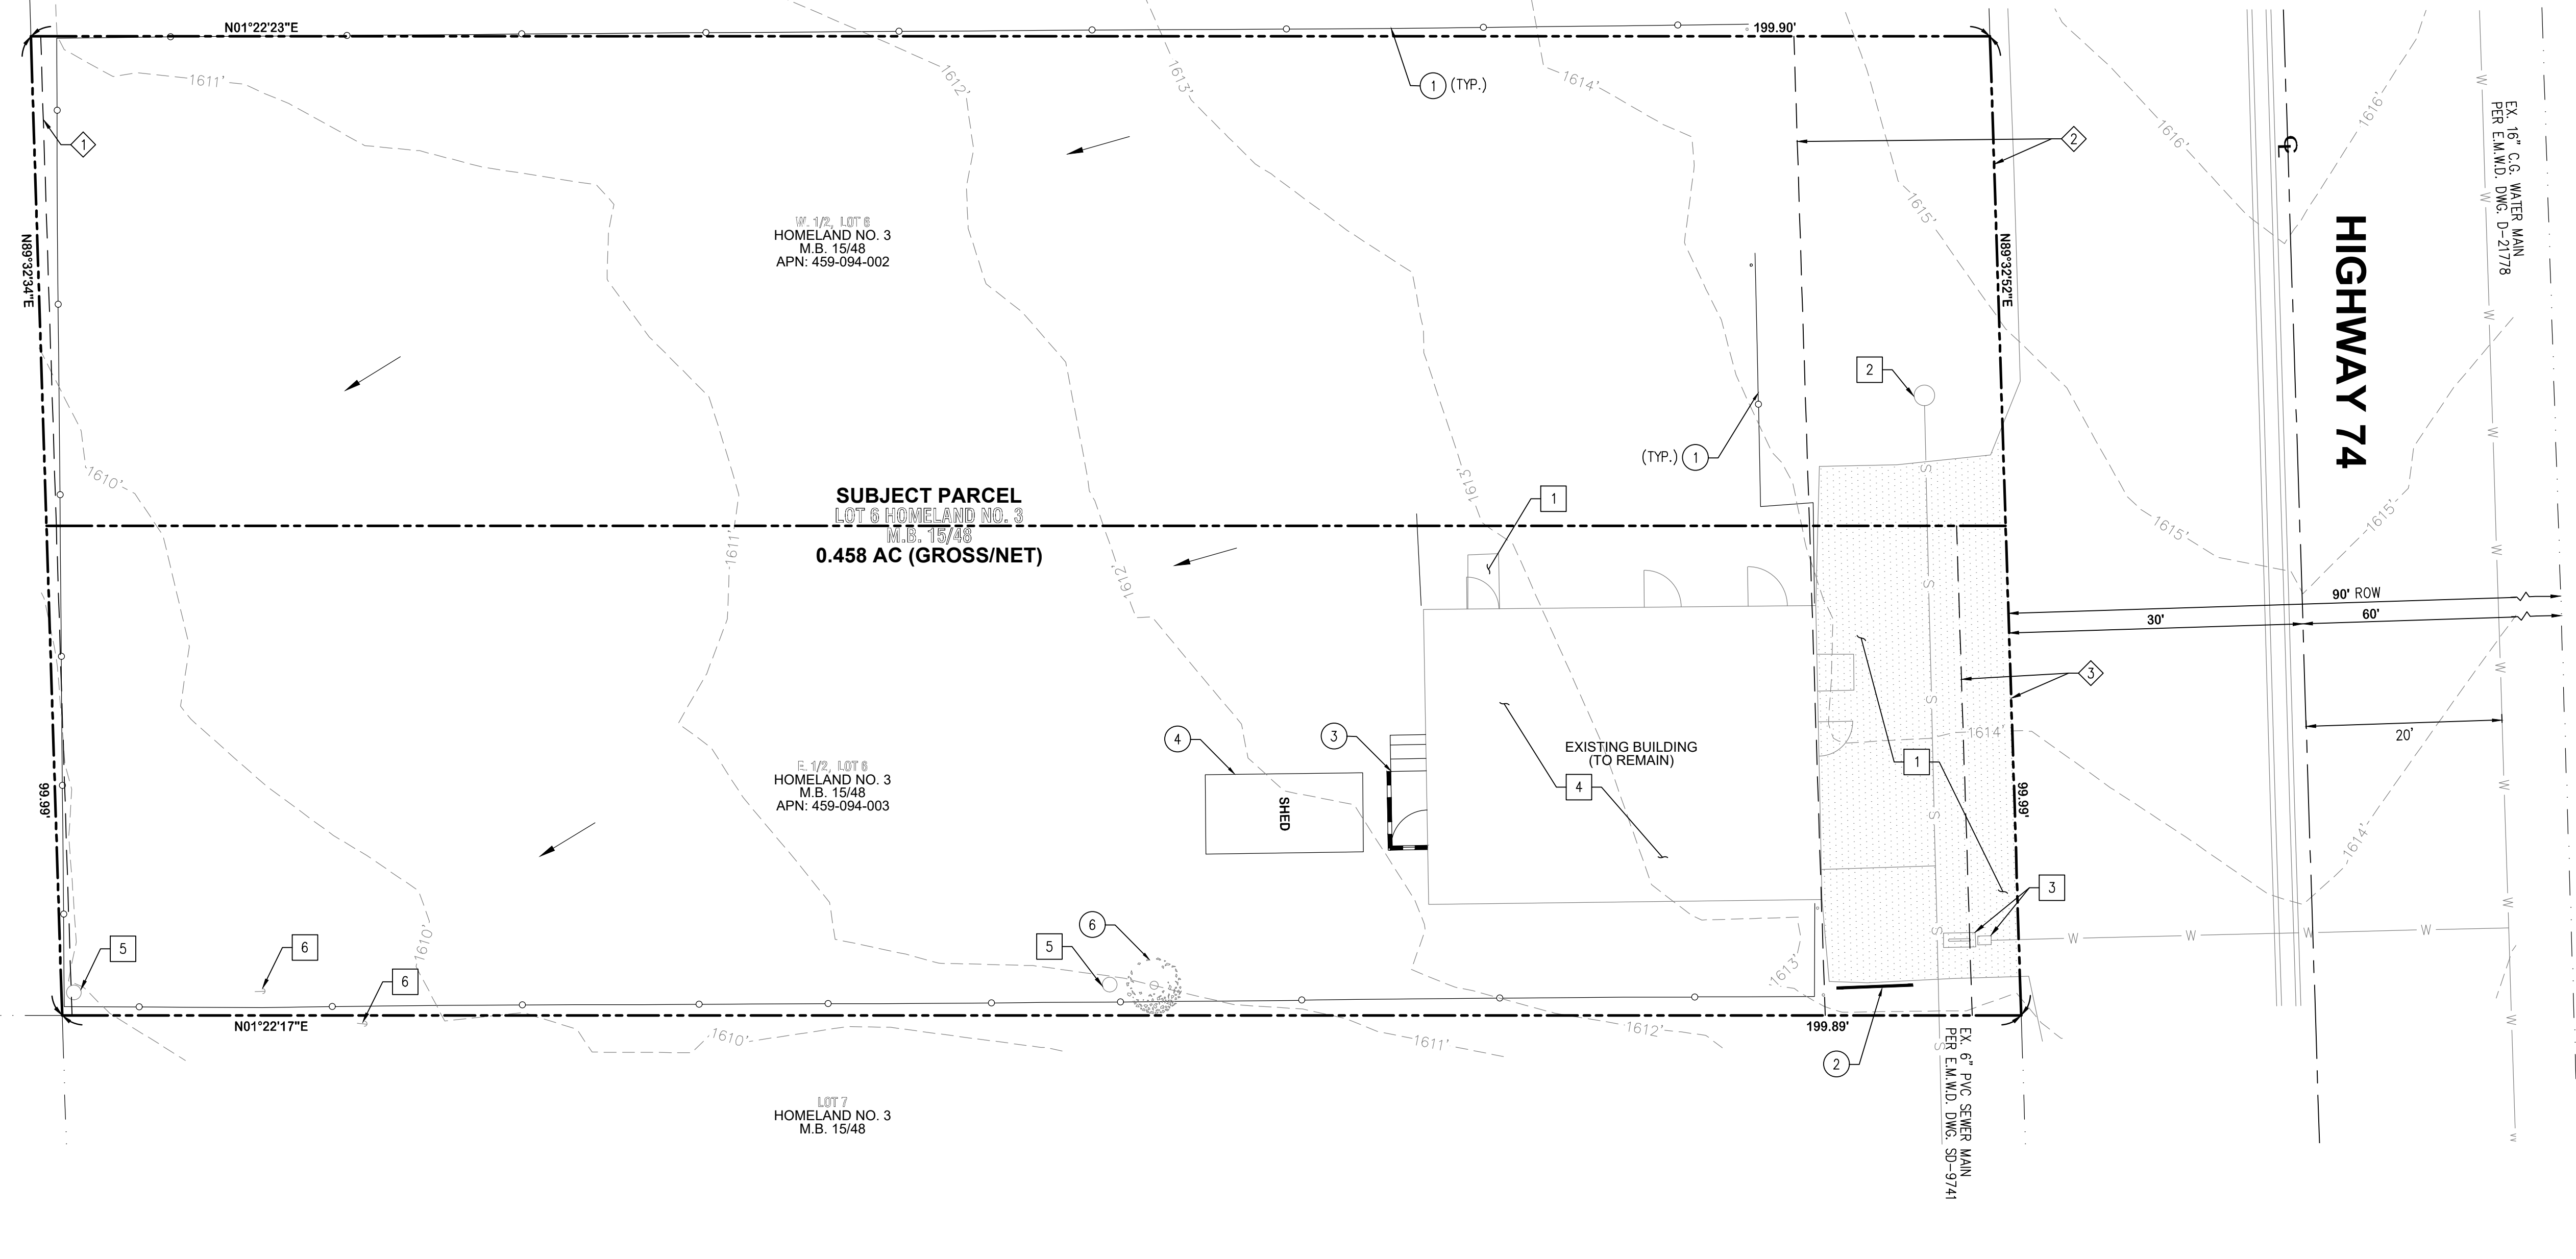 N01°22'23"E
199.90'
1611'
1612'
1613'
1614'
1 (TYP.)
1616'
1616'
EX. 16" C.G. WATER MAIN
PER E.M.W.D. DWG. D-21778
W
W
W
W
W
W
W
W
W
W
W
1
2
CL
HIGHWAY 74
N89°32'34"E
N89°32'52"E
1615'
W. 1/2, LOT 6
HOMELAND NO. 3
M.B. 15/48
APN: 459-094-002
2
(TYP.) 1
S
1610'
1613'
1
SUBJECT PARCEL
LOT 6 HOMELAND NO. 3
M.B. 15/48
0.458 AC (GROSS/NET)
1611'
1612'
1615'
1615'
S
90' ROW
30'
60'
3
S
20'
1614'
4
3
EXISTING BUILDING
(TO REMAIN)
4
1
E. 1/2, LOT 6
HOMELAND NO. 3
M.B. 15/48
APN: 459-094-003
SHED
99.99'
99.99'
S
1614'
3
5
6
6
1610'
5
6
1613'
S
W
W
W
W
N01°22'17"E
199.89'
1610'
1611'
1612'
2
S
EX. 6" PVC SEWER MAIN
PER E.M.W.D. DWG. SD-9741
LOT 7
HOMELAND NO. 3
M.B. 15/48